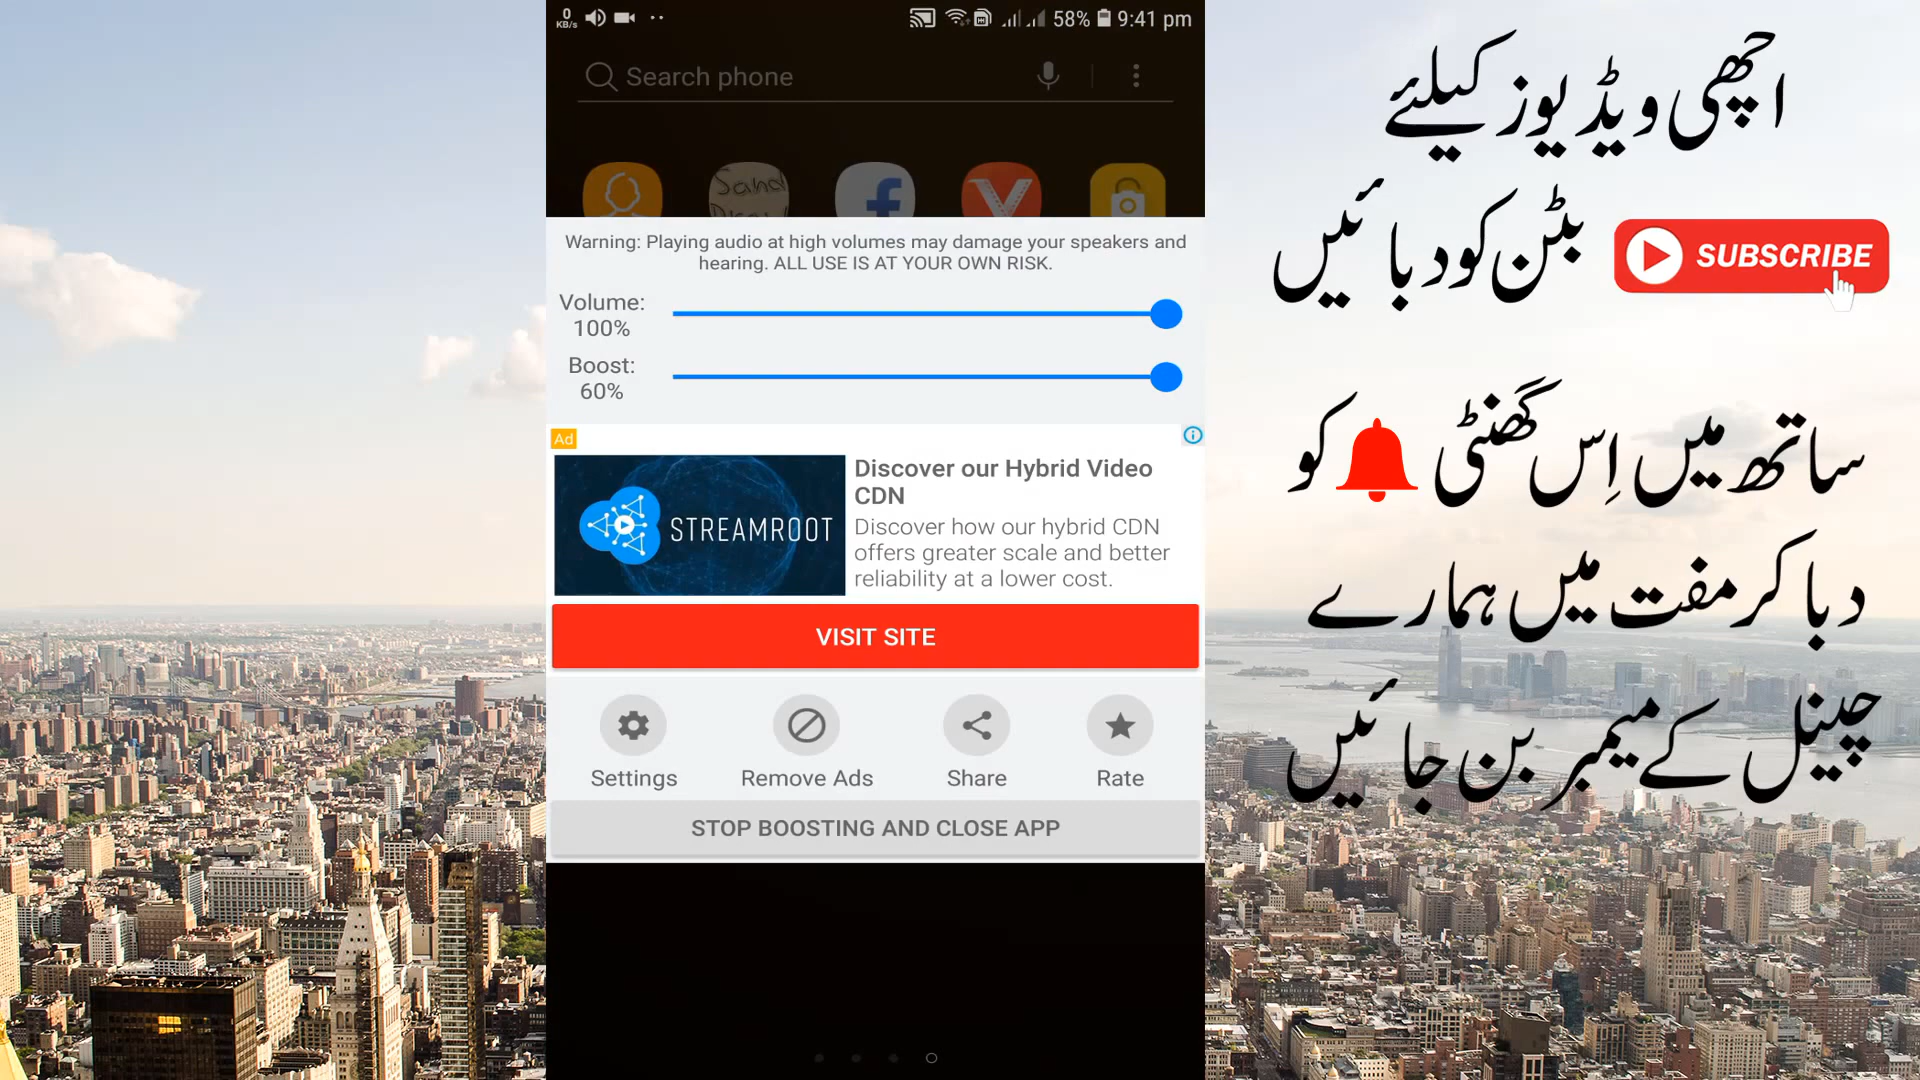 0
KB/s
58% 9:41 pm
Search phone
Sand
Warning: Playing audio at high volumes may damage your speakers and
hearing. ALL USE IS AT YOUR OWN RISK.
Volume:
100%
Boost:
60%
Ad
Discover our Hybrid Video
CDN
STREAMROOT
Discover how our hybrid CDN
offers greater scale and better
reliability at a lower cost.
VISIT SITE
Settings Remove Ads Share Rate
STOP BOOSTING AND CLOSE APP
اچھی ویڈیوز کیلئے
SUBSCRIBE بٹن کو دبائیں
ساتھ میں اِس گھنٹی کو
دبا کر مفت میں ہمارے
چینل کے میمبر بن جائیں